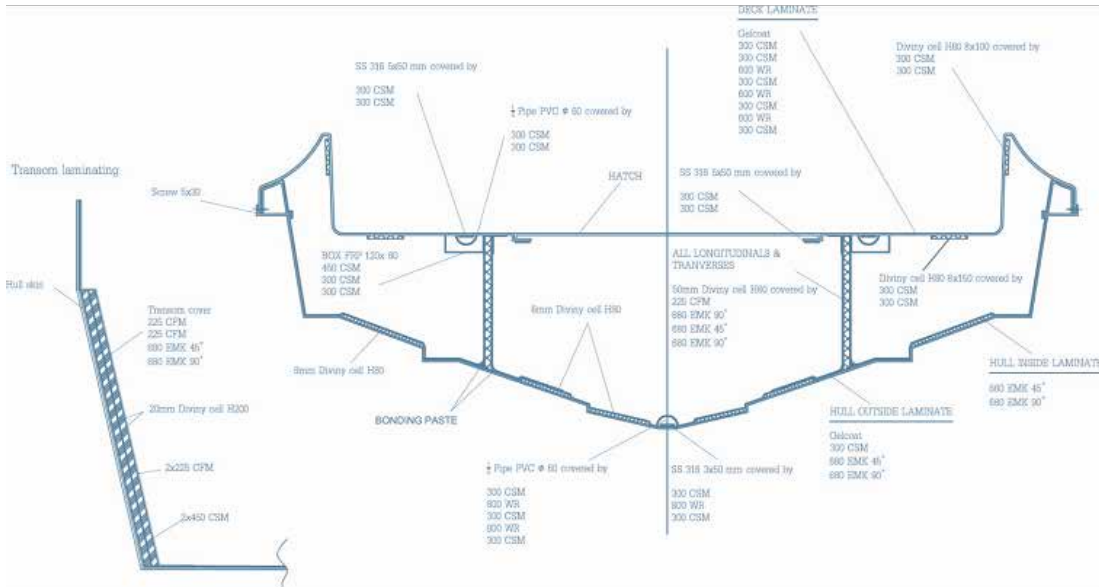 DECK LAMINATE
Gelcoat
300 CSM
300 CSM
600 WR
300 CSM
600 WR
300 CSM
600 WR
300 CSM
Diviny cell H80 8x100 covered by
300 CSM
300 CSM
SS 316 5x50 mm covered by
300 CSM
300 CSM
½ Pipe PVC Φ 60 covered by
300 CSM
300 CSM
Transom laminating
Screw 5x30
HATCH
SS 316 5x50 mm covered by
300 CSM
300 CSM
BOX FRP 120x 60
450 CSM
300 CSM
300 CSM
ALL LONGITUDINALS &
TRANVERSES
50mm Diviny cell H80 covered by
225 CFM
680 EMK 90°
680 EMK 45°
680 EMK 90°
Diviny cell H80 8x150 covered by
300 CSM
300 CSM
Hull skin
Transom cover
225 CFM
225 CFM
680 EMK 45°
680 EMK 90°
8mm Diviny cell H80
8mm Diviny cell H80
HULL INSIDE LAMINATE
680 EMK 45°
680 EMK 90°
20mm Diviny cell H200
BONDING PASTE
HULL OUTSIDE LAMINATE
Gelcoat
300 CSM
680 EMK 45°
680 EMK 90°
2x225 CFM
2x450 CSM
½ Pipe PVC Φ 60 covered by
300 CSM
800 WR
300 CSM
800 WR
300 CSM
SS 316 3x50 mm covered by
300 CSM
800 WR
300 CSM